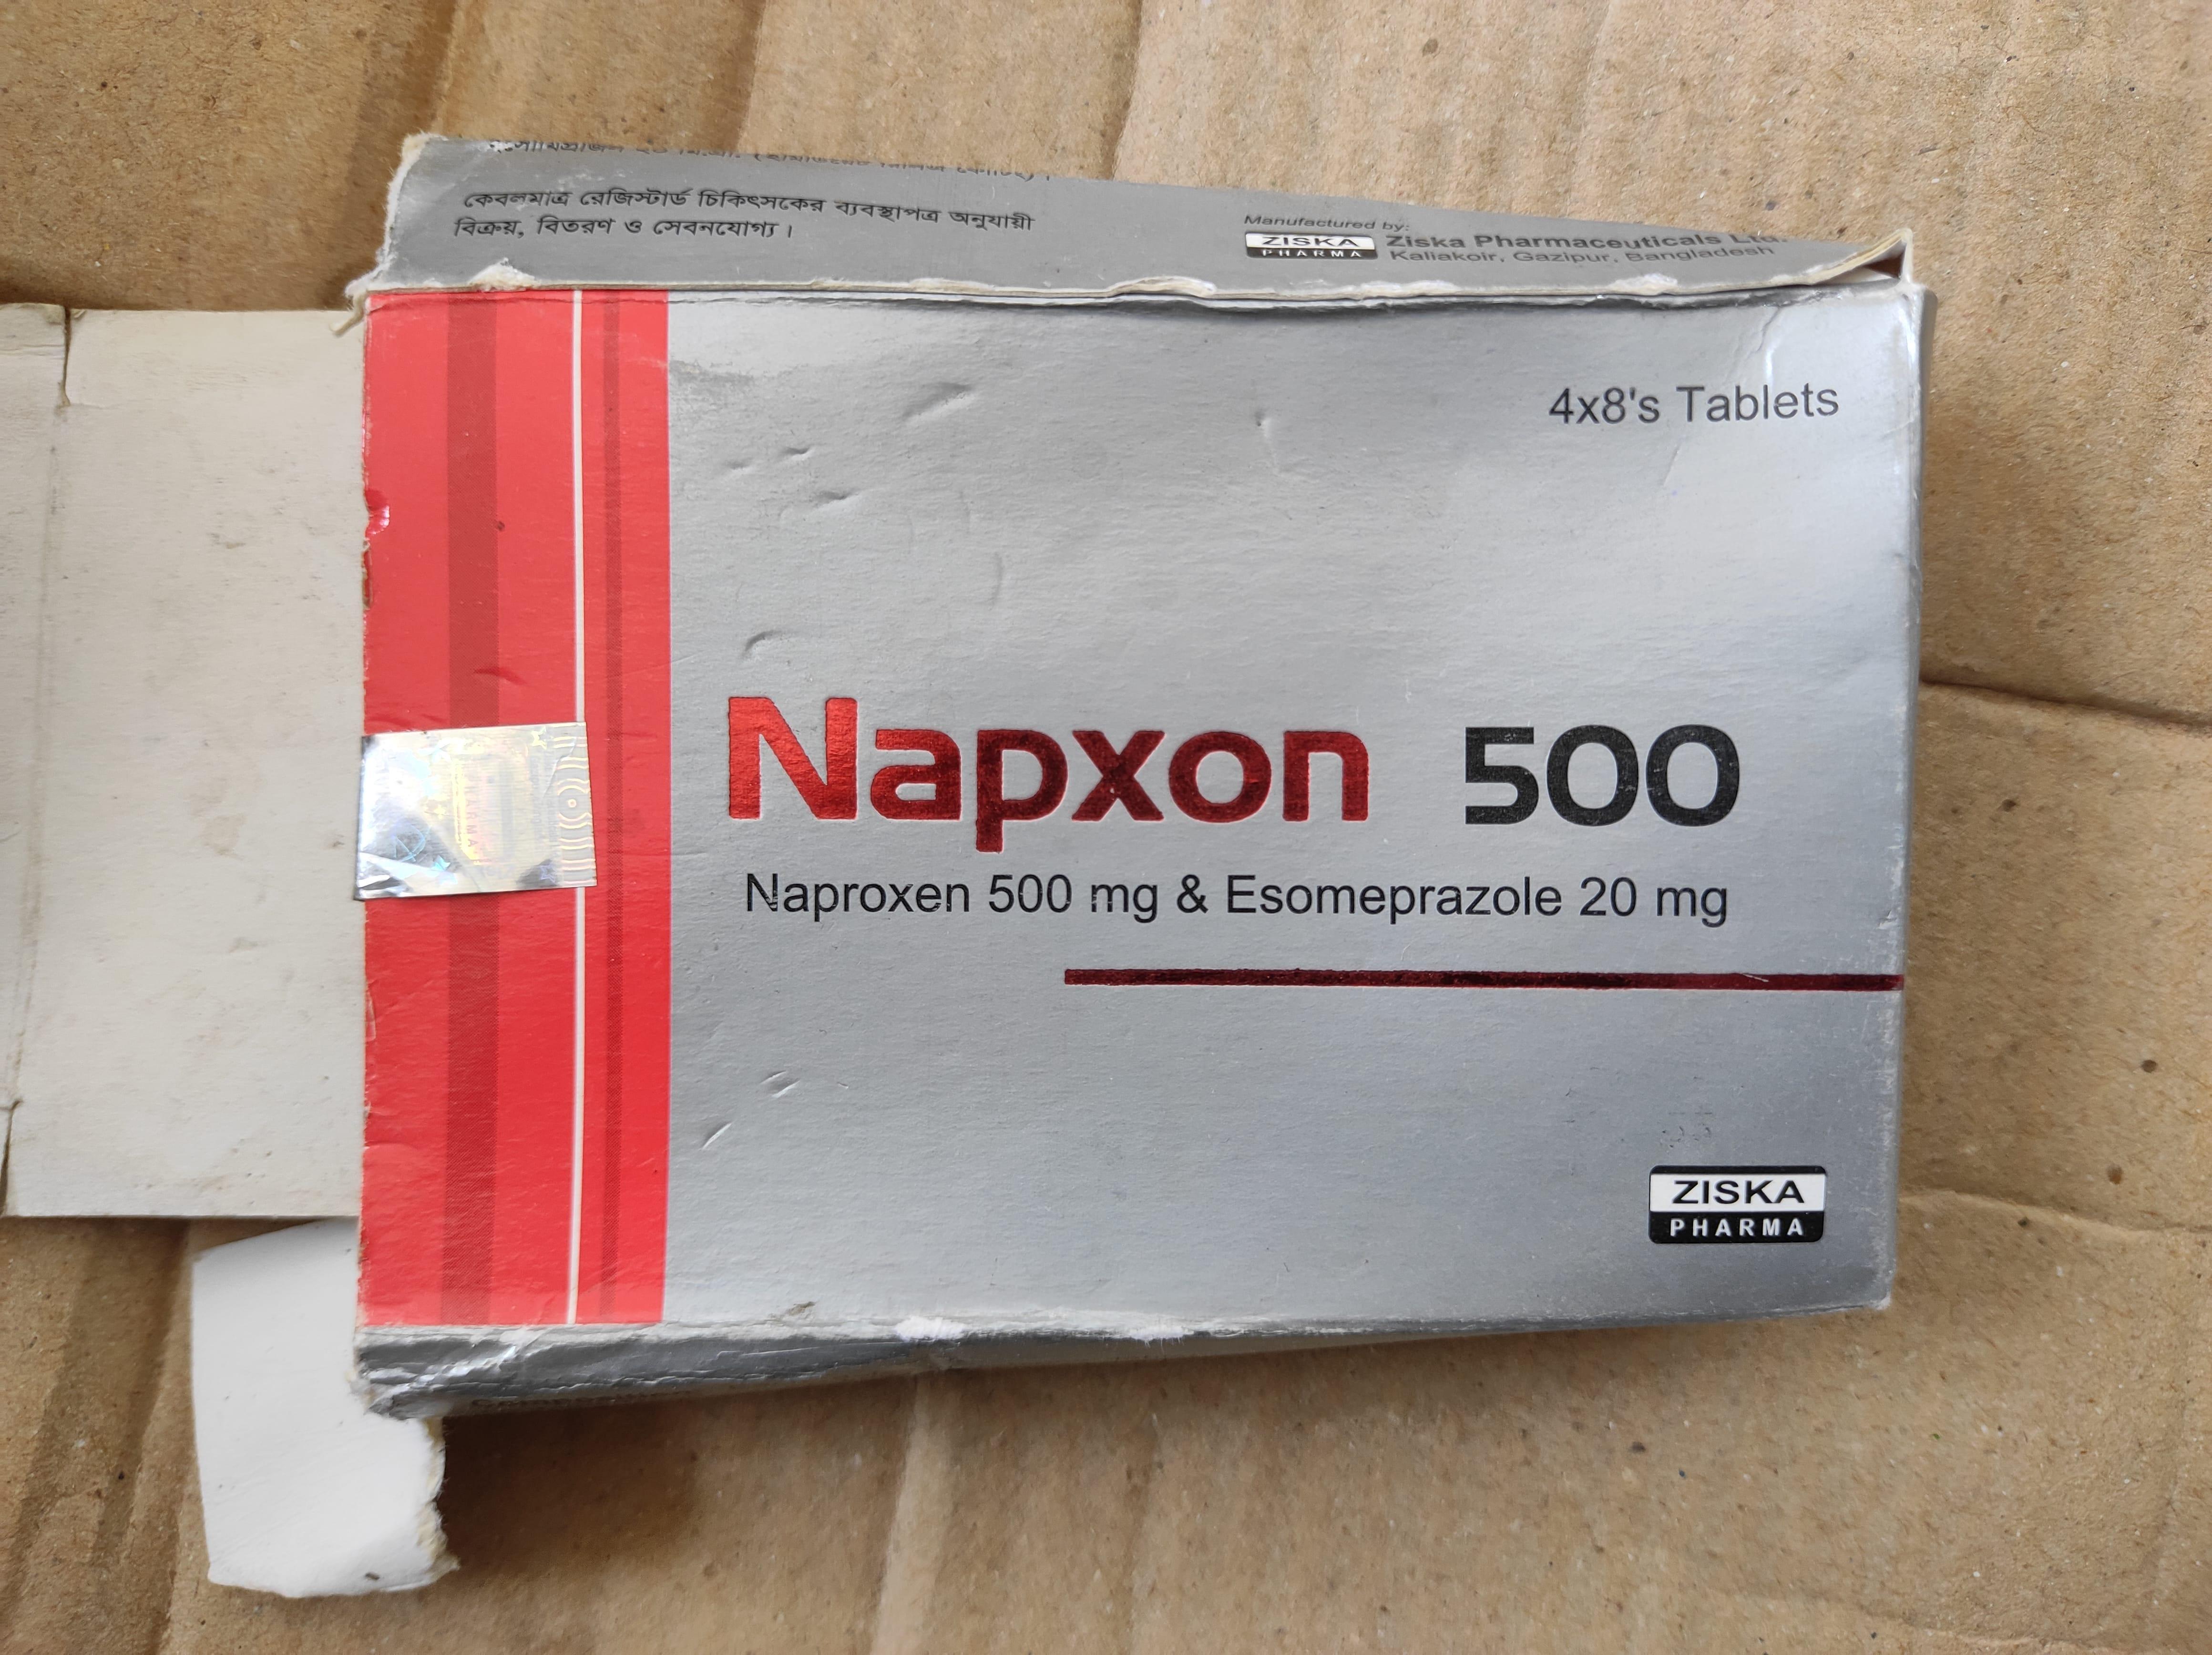 কেবলমাত্র রেজিস্টার্ড চিকিৎসকের ব্যবস্থাপত্র অনুযায়ী
বিক্রয়, বিতরণ ও সেবনযোগ্য।
Manufactured by:
ZISKA
PHARMA
Ziska Pharmaceuticals Ltd.
Kaliakoir, Gazipur, Bangladesh
4x8's Tablets
Napxon 500
Naproxen 500 mg & Esomeprazole 20 mg
ZISKA
PHARMA